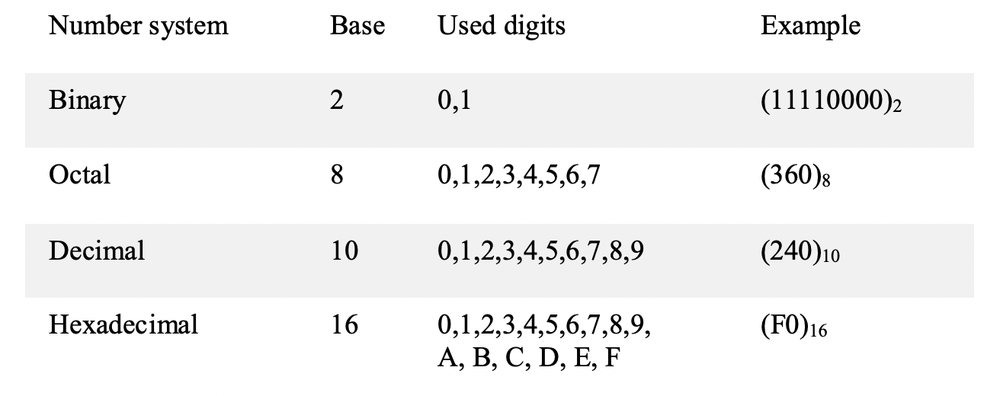 Number system Base Used digits Example
Binary 2 0,1 (11110000)₂
Octal 8 0,1,2,3,4,5,6,7 (360)₈
Decimal 10 0,1,2,3,4,5,6,7,8,9 (240)₁₀
Hexadecimal 16 0,1,2,3,4,5,6,7,8,9, (F0)₁₆
A, B, C, D, E, F